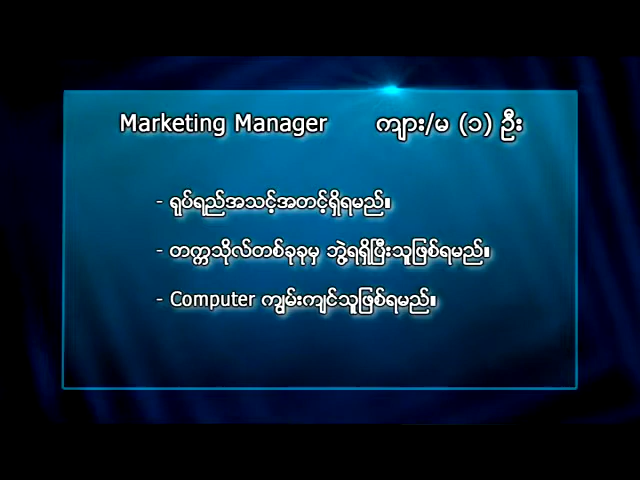 Marketing Manager ကျား/မ (၁) ဦး
- ရုပ်ရည်အသင့်အတင့်ရှိရမည်။
- တက္ကသိုလ်တစ်ခုခုမှ ဘွဲ့ရရှိပြီးသူဖြစ်ရမည်။
- Computer ကျွမ်းကျင်သူဖြစ်ရမည်။